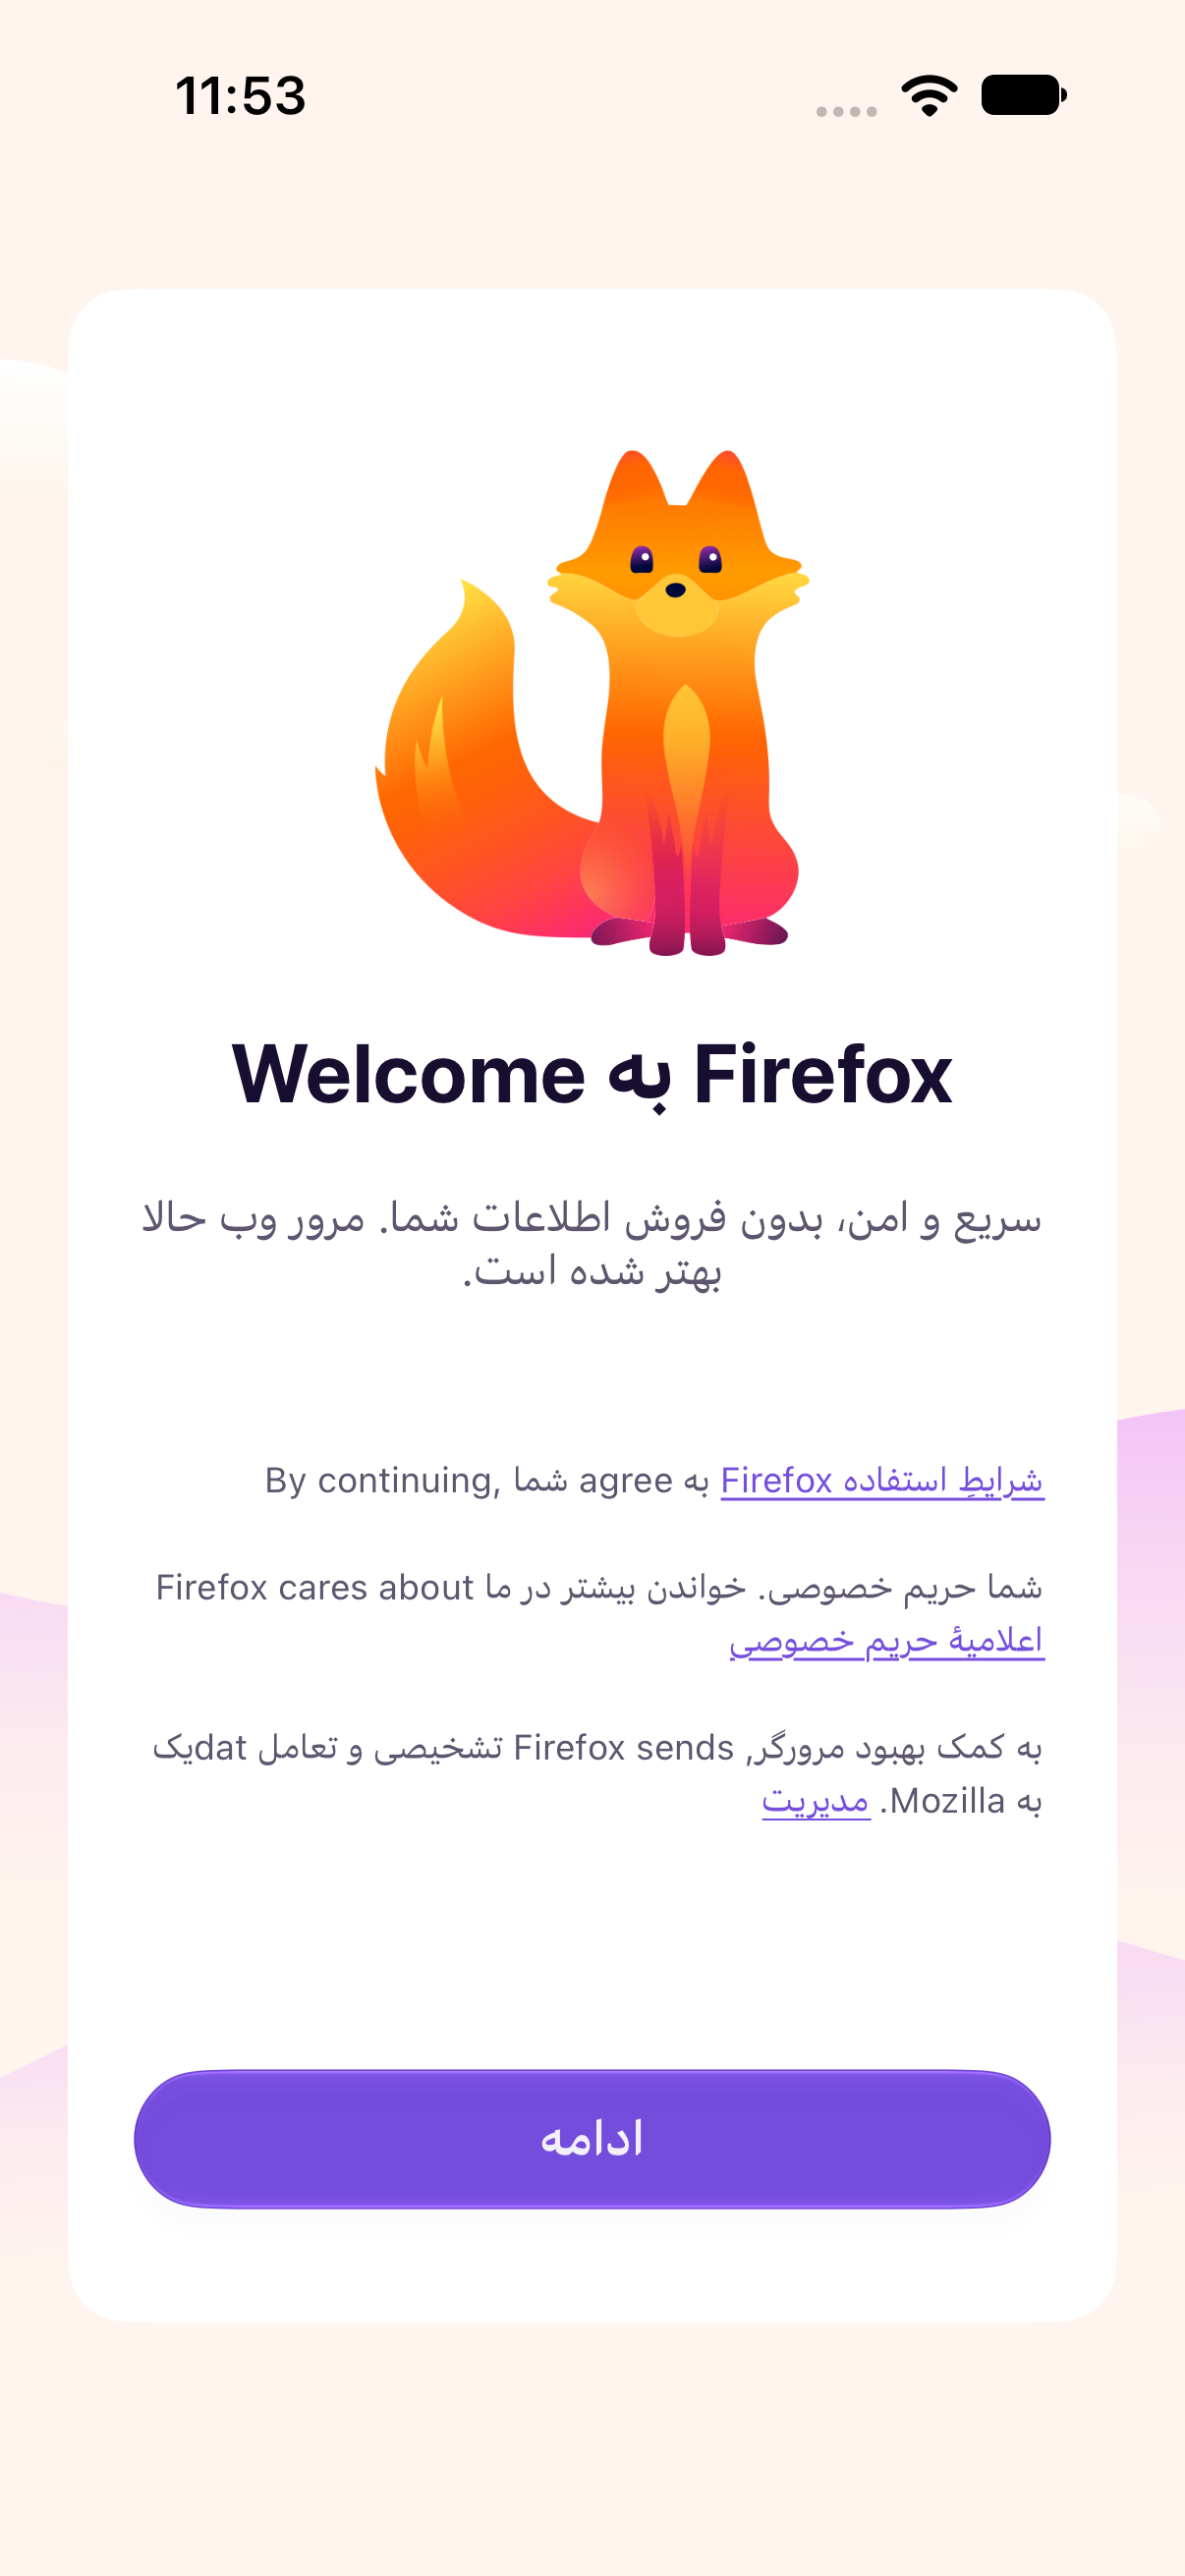 11:53
Welcome به Firefox
سریع و امن، بدون فروش اطلاعات شما. مرور وب حالا
بهتر شده است.
By continuing, شما agree به شرایطِ استفاده Firefox
Firefox cares about شما حریم خصوصی. خواندن بیشتر در ما
اعلامیهٔ حریم خصوصی
به کمک بهبود مرورگر, Firefox sends تشخیصی و تعامل datیک
به Mozilla. مدیریت
ادامه